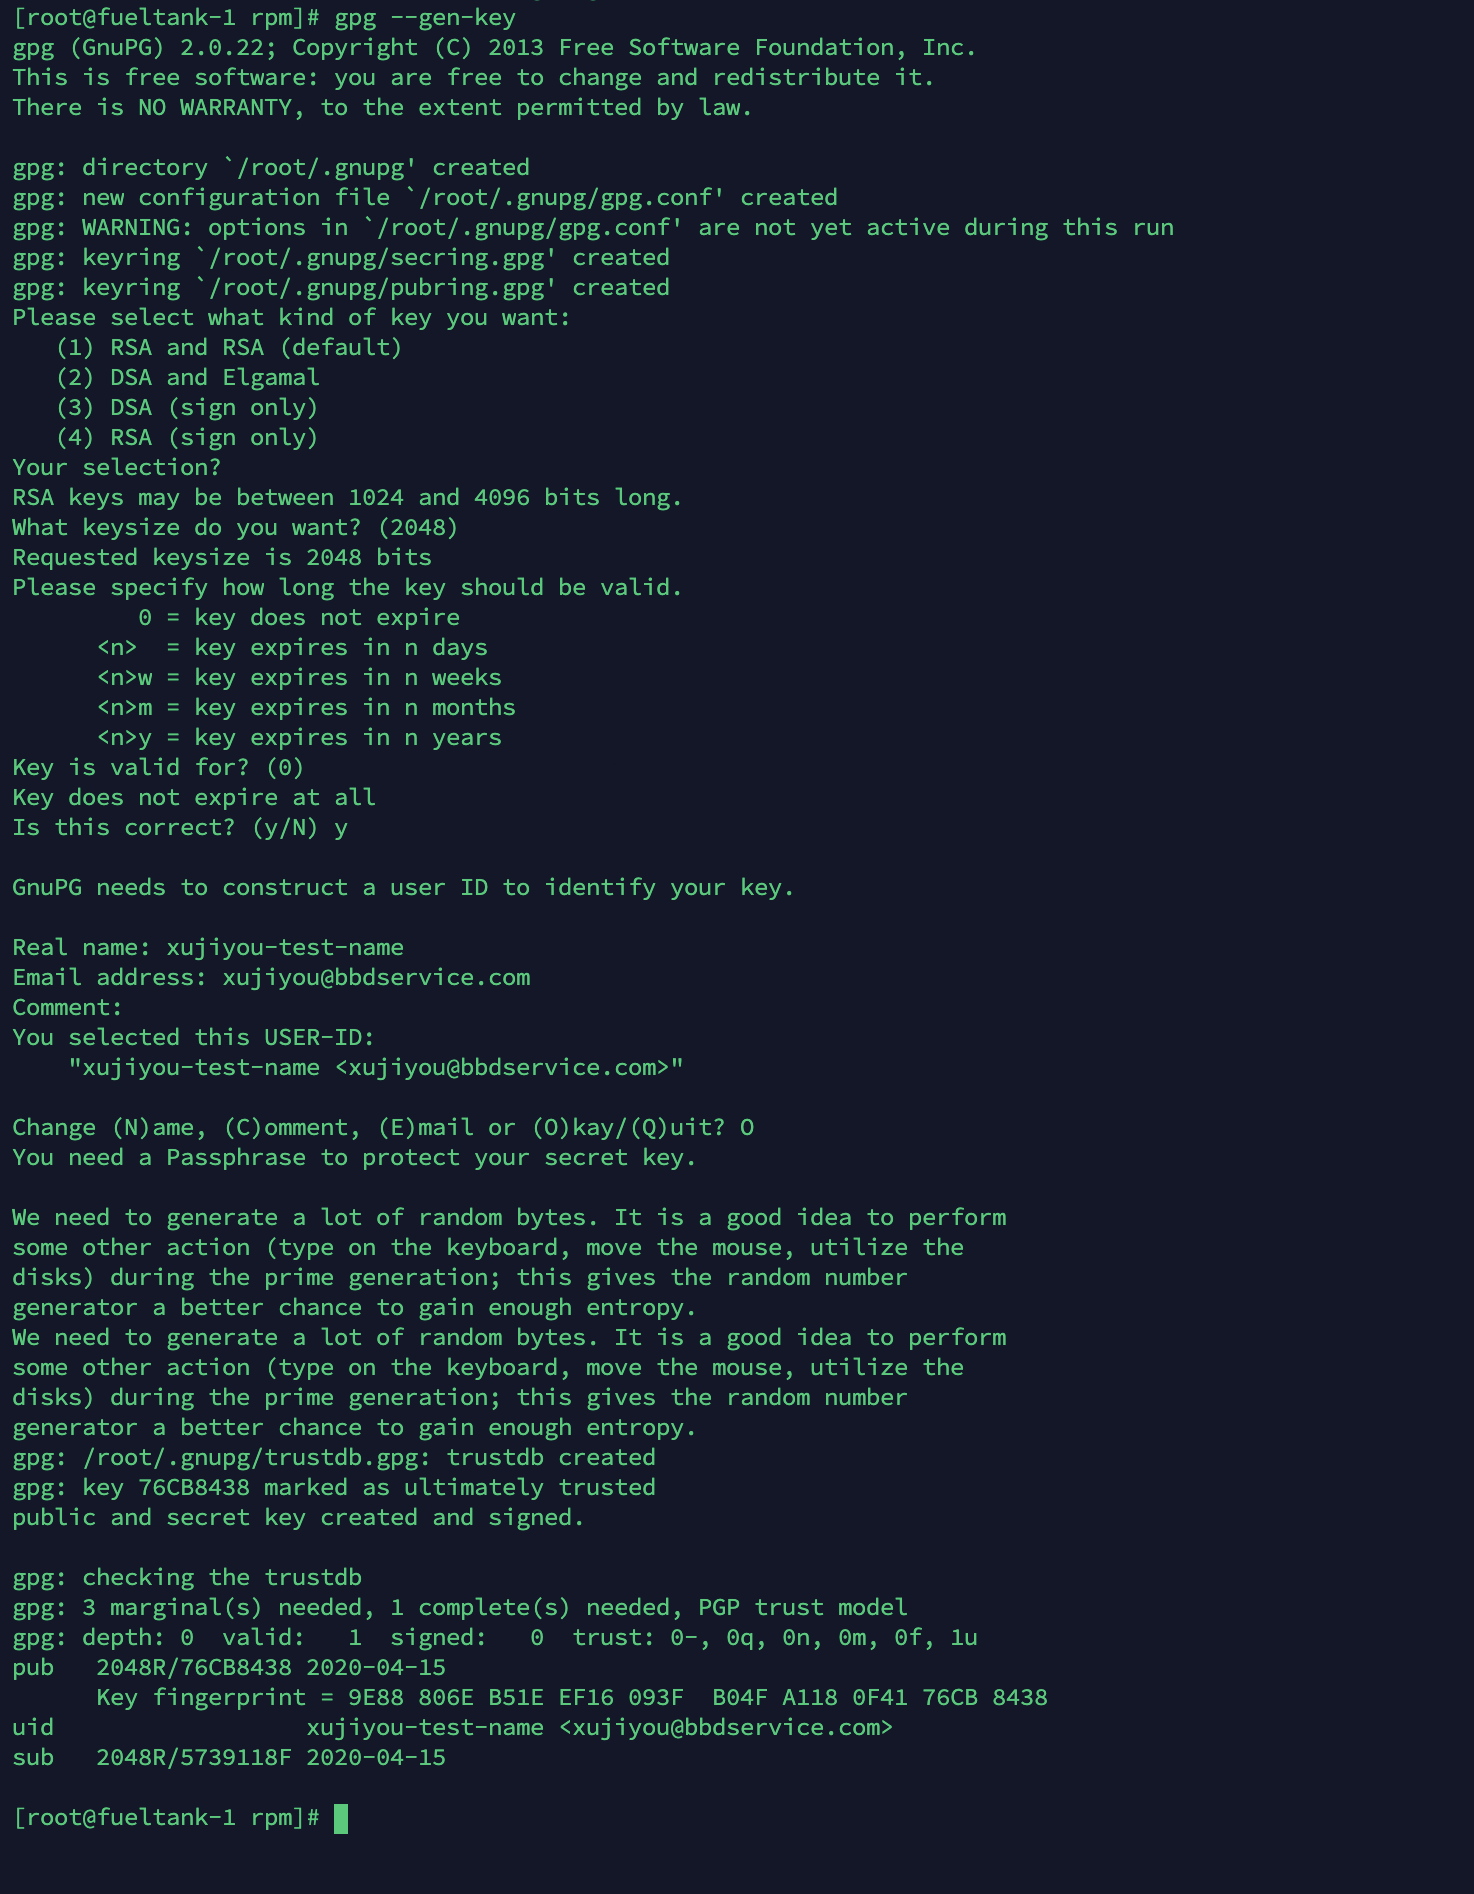 [root@fueltank-1 rpm]# gpg --gen-key
gpg (GnuPG) 2.0.22; Copyright (C) 2013 Free Software Foundation, Inc.
This is free software: you are free to change and redistribute it.
There is NO WARRANTY, to the extent permitted by law.

gpg: directory `/root/.gnupg' created
gpg: new configuration file `/root/.gnupg/gpg.conf' created
gpg: WARNING: options in `/root/.gnupg/gpg.conf' are not yet active during this run
gpg: keyring `/root/.gnupg/secring.gpg' created
gpg: keyring `/root/.gnupg/pubring.gpg' created
Please select what kind of key you want:
   (1) RSA and RSA (default)
   (2) DSA and Elgamal
   (3) DSA (sign only)
   (4) RSA (sign only)
Your selection?
RSA keys may be between 1024 and 4096 bits long.
What keysize do you want? (2048)
Requested keysize is 2048 bits
Please specify how long the key should be valid.
         0 = key does not expire
      <n>  = key expires in n days
      <n>w = key expires in n weeks
      <n>m = key expires in n months
      <n>y = key expires in n years
Key is valid for? (0)
Key does not expire at all
Is this correct? (y/N) y

GnuPG needs to construct a user ID to identify your key.

Real name: xujiyou-test-name
Email address: xujiyou@bbdservice.com
Comment:
You selected this USER-ID:
    "xujiyou-test-name <xujiyou@bbdservice.com>"

Change (N)ame, (C)omment, (E)mail or (O)kay/(Q)uit? O
You need a Passphrase to protect your secret key.

We need to generate a lot of random bytes. It is a good idea to perform
some other action (type on the keyboard, move the mouse, utilize the
disks) during the prime generation; this gives the random number
generator a better chance to gain enough entropy.
We need to generate a lot of random bytes. It is a good idea to perform
some other action (type on the keyboard, move the mouse, utilize the
disks) during the prime generation; this gives the random number
generator a better chance to gain enough entropy.
gpg: /root/.gnupg/trustdb.gpg: trustdb created
gpg: key 76CB8438 marked as ultimately trusted
public and secret key created and signed.

gpg: checking the trustdb
gpg: 3 marginal(s) needed, 1 complete(s) needed, PGP trust model
gpg: depth: 0  valid:   1  signed:   0  trust: 0-, 0q, 0n, 0m, 0f, 1u
pub   2048R/76CB8438 2020-04-15
      Key fingerprint = 9E88 806E B51E EF16 093F  B04F A118 0F41 76CB 8438
uid                  xujiyou-test-name <xujiyou@bbdservice.com>
sub   2048R/5739118F 2020-04-15

[root@fueltank-1 rpm]#